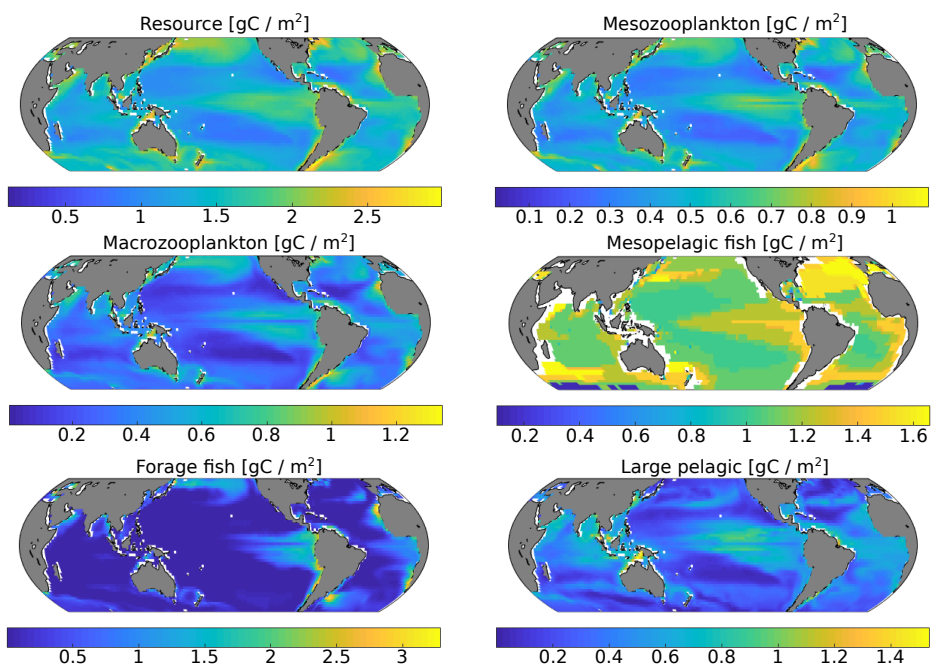 Resource [gC / m²]
Mesozooplankton [gC / m²]
0.5 1 1.5 2 2.5
0.1 0.2 0.3 0.4 0.5 0.6 0.7 0.8 0.9 1
Macrozooplankton [gC / m²]
Mesopelagic fish [gC / m²]
0.2 0.4 0.6 0.8 1 1.2
0.2 0.4 0.6 0.8 1 1.2 1.4 1.6
Forage fish [gC / m²]
Large pelagic [gC / m²]
0.5 1 1.5 2 2.5 3
0.2 0.4 0.6 0.8 1 1.2 1.4